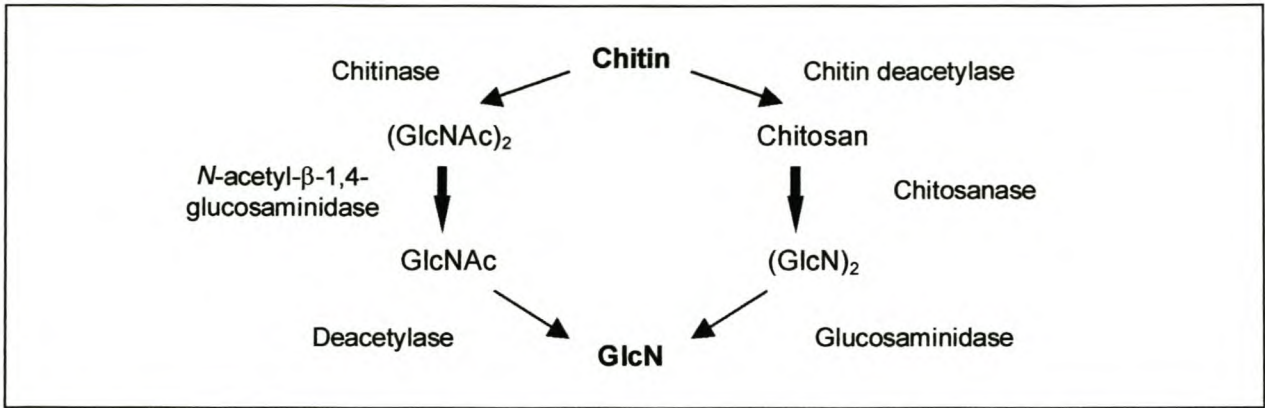 Chitin
Chitinase
Chitin deacetylase
(GlcNAc)₂
Chitosan
N-acetyl-β-1,4-
glucosaminidase
Chitosanase
GlcNAc
(GlcN)₂
Deacetylase
Glucosaminidase
GlcN